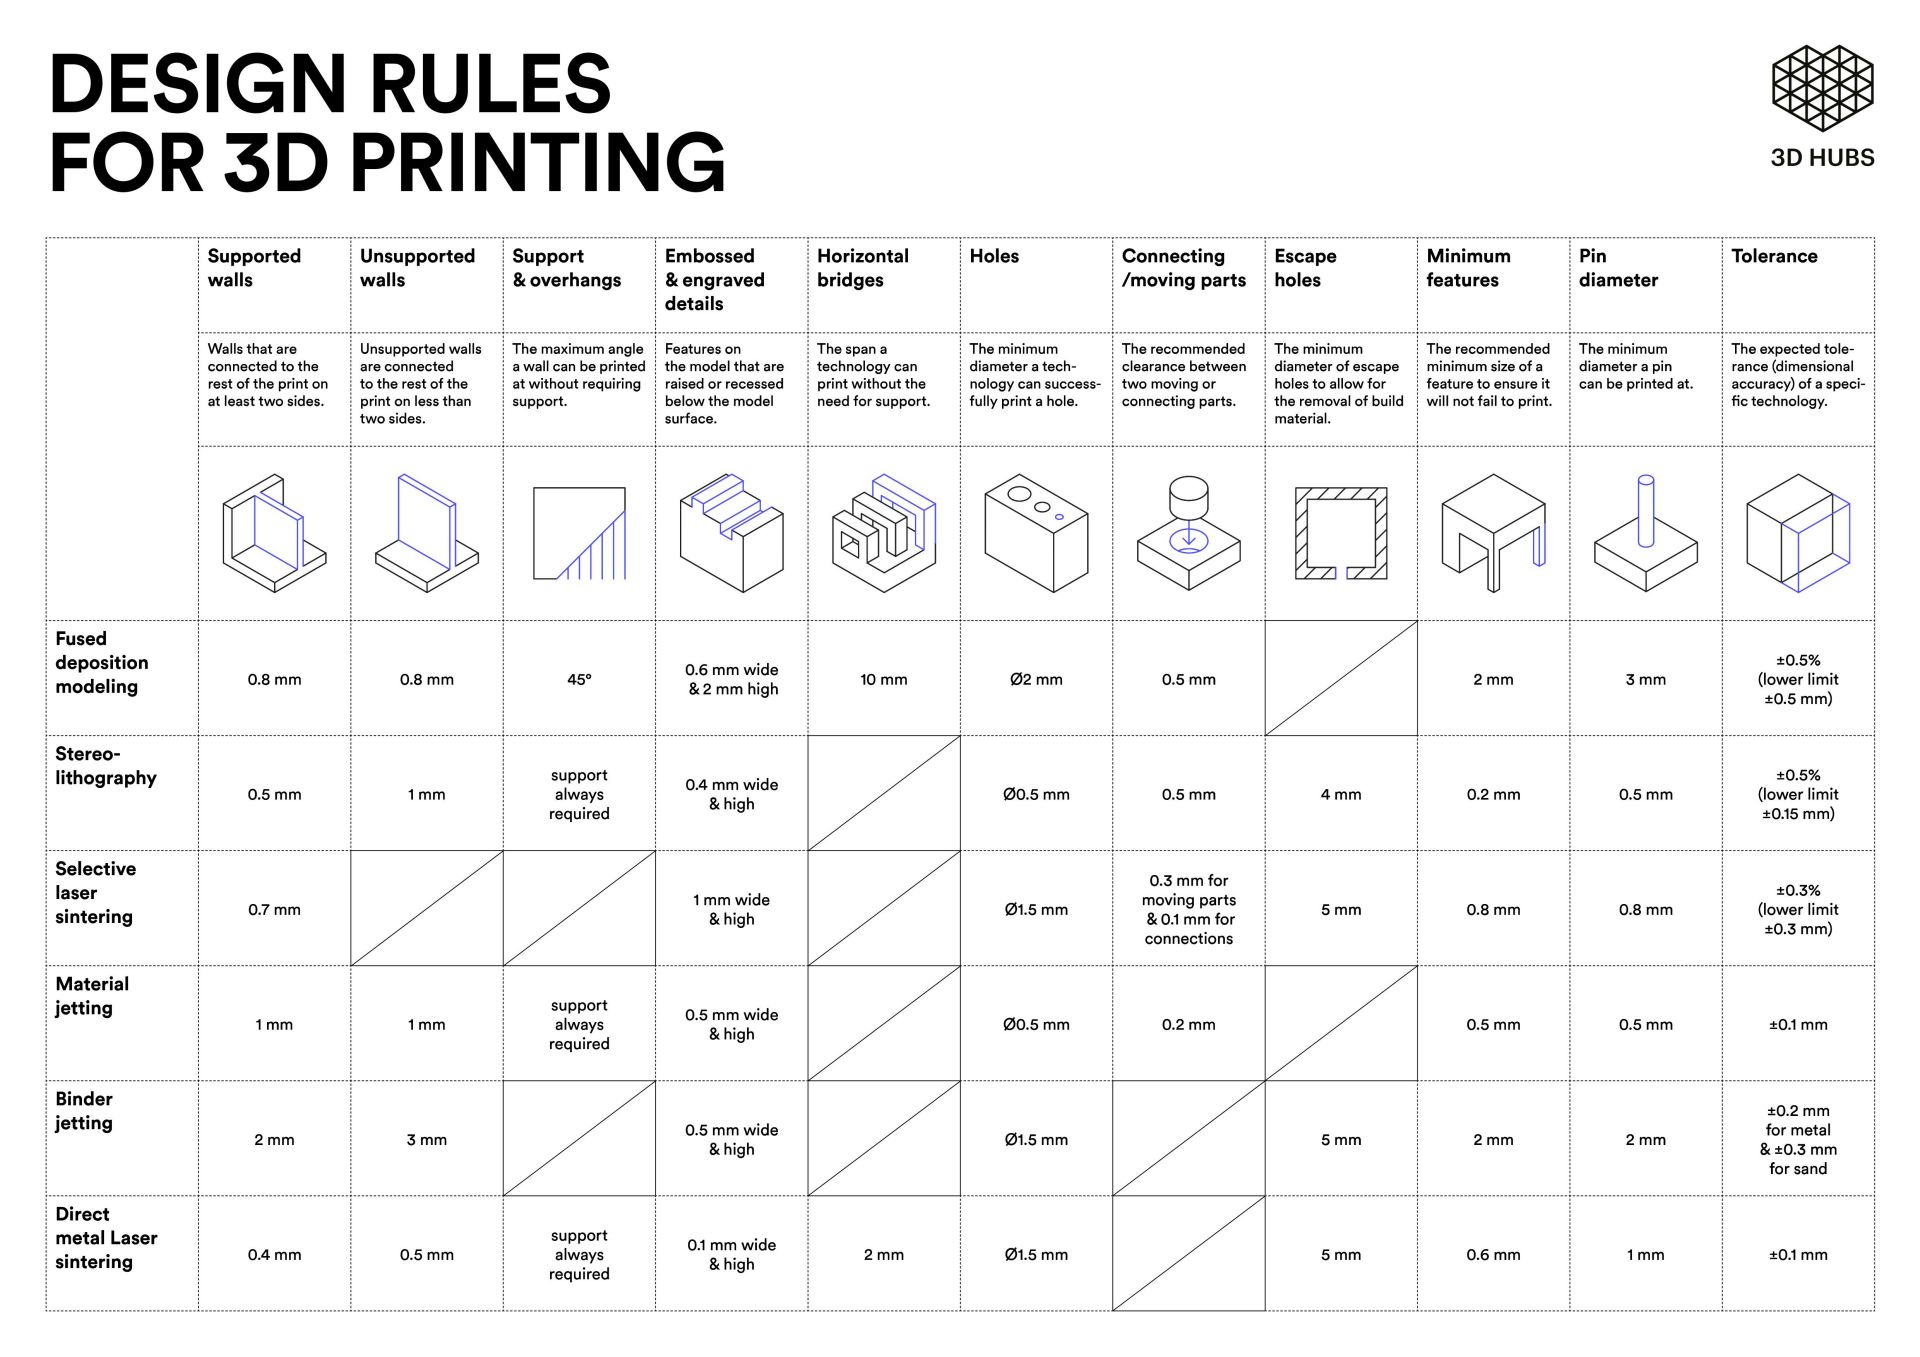 DESIGN RULES
FOR 3D PRINTING
3D HUBS
Supported
walls
Unsupported
walls
Support
& overhangs
Embossed
& engraved
details
Horizontal
bridges
Holes
Connecting
/moving parts
Escape
holes
Minimum
features
Pin
diameter
Tolerance
Walls that are
connected to the
rest of the print on
at least two sides.
Unsupported walls
are connected
to the rest of the
print on less than
two sides.
The maximum angle
a wall can be printed
at without requiring
support.
Features on
the model that are
raised or recessed
below the model
surface.
The span a
technology can
print without the
need for support.
The minimum
diameter a tech-
nology can success-
fully print a hole.
The recommended
clearance between
two moving or
connecting parts.
The minimum
diameter of escape
holes to allow for
the removal of build
material.
The recommended
minimum size of a
feature to ensure it
will not fail to print.
The minimum
diameter a pin
can be printed at.
The expected tole-
rance (dimensional
accuracy) of a speci-
fic technology.
Fused
deposition
modeling
0.8 mm
0.8 mm
45°
0.6 mm wide
& 2 mm high
10 mm
Ø2 mm
0.5 mm
2 mm
3 mm
±0.5%
(lower limit
±0.5 mm)
Stereo-
lithography
0.5 mm
1 mm
support
always
required
0.4 mm wide
& high
Ø0.5 mm
0.5 mm
4 mm
0.2 mm
0.5 mm
±0.5%
(lower limit
±0.15 mm)
Selective
laser
sintering
0.7 mm
1 mm wide
& high
Ø1.5 mm
0.3 mm for
moving parts
& 0.1 mm for
connections
5 mm
0.8 mm
0.8 mm
±0.3%
(lower limit
±0.3 mm)
Material
jetting
1 mm
1 mm
support
always
required
0.5 mm wide
& high
Ø0.5 mm
0.2 mm
0.5 mm
0.5 mm
±0.1 mm
Binder
jetting
2 mm
3 mm
0.5 mm wide
& high
Ø1.5 mm
5 mm
2 mm
2 mm
±0.2 mm
for metal
& ±0.3 mm
for sand
Direct
metal Laser
sintering
0.4 mm
0.5 mm
support
always
required
0.1 mm wide
& high
2 mm
Ø1.5 mm
5 mm
0.6 mm
1 mm
±0.1 mm